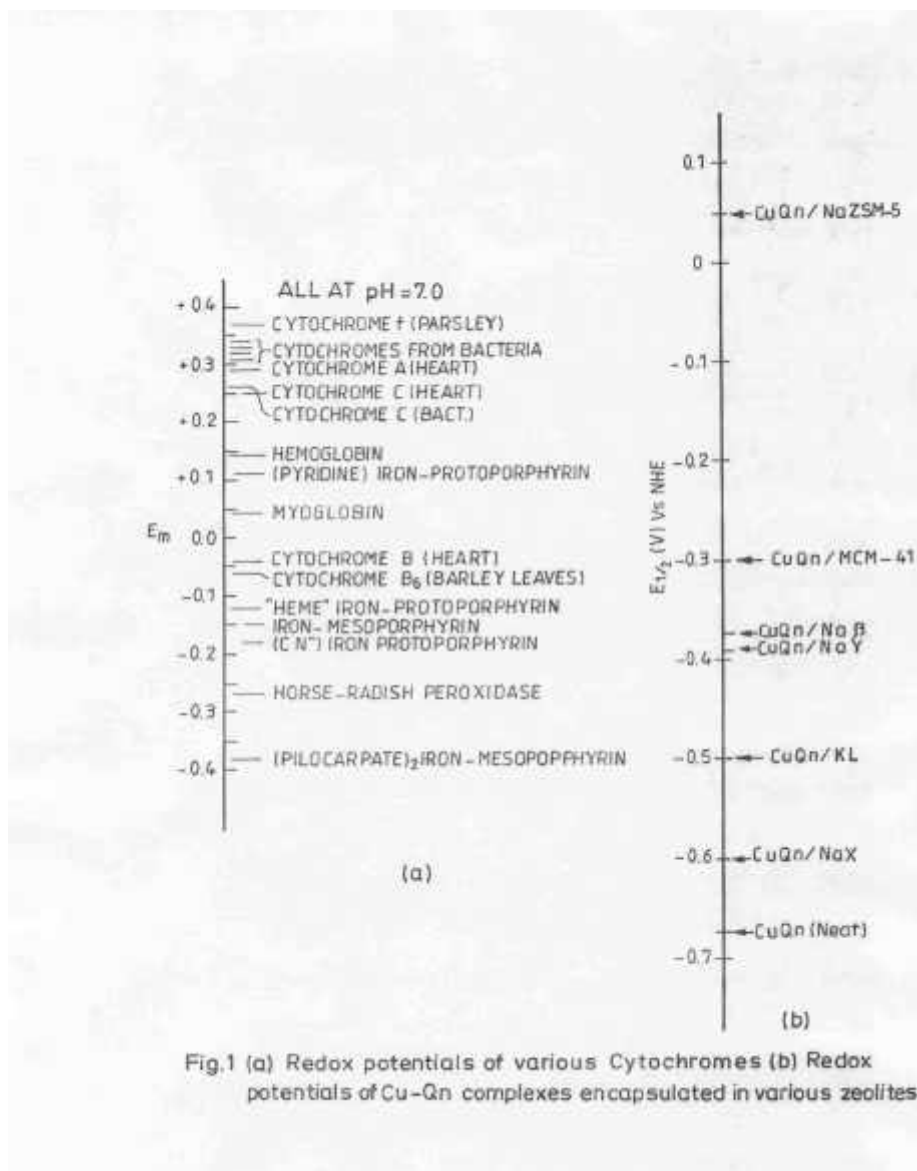 ALL AT pH =7.0
+0.4
CYTOCHROME f (PARSLEY)
CYTOCHROMES FROM BACTERIA
+0.3
CYTOCHROME A (HEART)
CYTOCHROME C (HEART)
CYTOCHROME C (BACT.)
+0.2
HEMOGLOBIN
+0.1
(PYRIDINE) IRON-PROTOPORPHYRIN
MYOGLOBIN
Em
0.0
CYTOCHROME B (HEART)
CYTOCHROME B6 (BARLEY LEAVES)
-0.1
"HEME" IRON-PROTOPORPHYRIN
IRON-MESOPORPHYRIN
(CN⁻) IRON PROTOPORPHYRIN
-0.2
HORSE-RADISH PEROXIDASE
-0.3
(PILOCARPATE)2 IRON-MESOPOPPHYRIN
-0.4
(a)
E1/2 (V) Vs NHE
0.1
CuQn/NaZSM-5
0
-0.1
-0.2
-0.3
CuQn/MCM-41
CuQn/Naβ
CuQn/NaY
-0.4
-0.5
CuQn/KL
-0.6
CuQn/NaX
CuQn(Neat)
-0.7
(b)
Fig.1 (a) Redox potentials of various Cytochromes (b) Redox
potentials of Cu-Qn complexes encapsulated in various zeolites